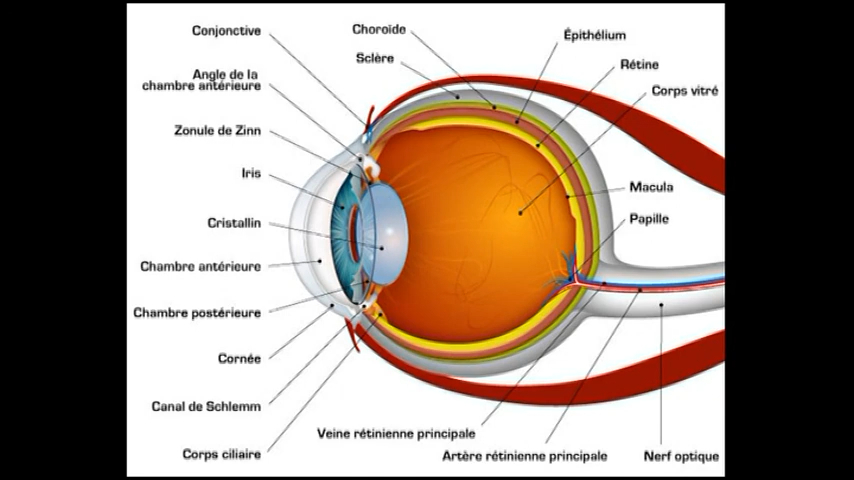 Conjonctive
Angle de la
chambre antérieure
Zonule de Zinn
Iris
Cristallin
Chambre antérieure
Chambre postérieure
Cornée
Canal de Schlemm
Corps ciliaire
Choroïde
Sclère
Épithélium
Rétine
Corps vitré
Macula
Papille
Veine rétinienne principale
Artère rétinienne principale
Nerf optique